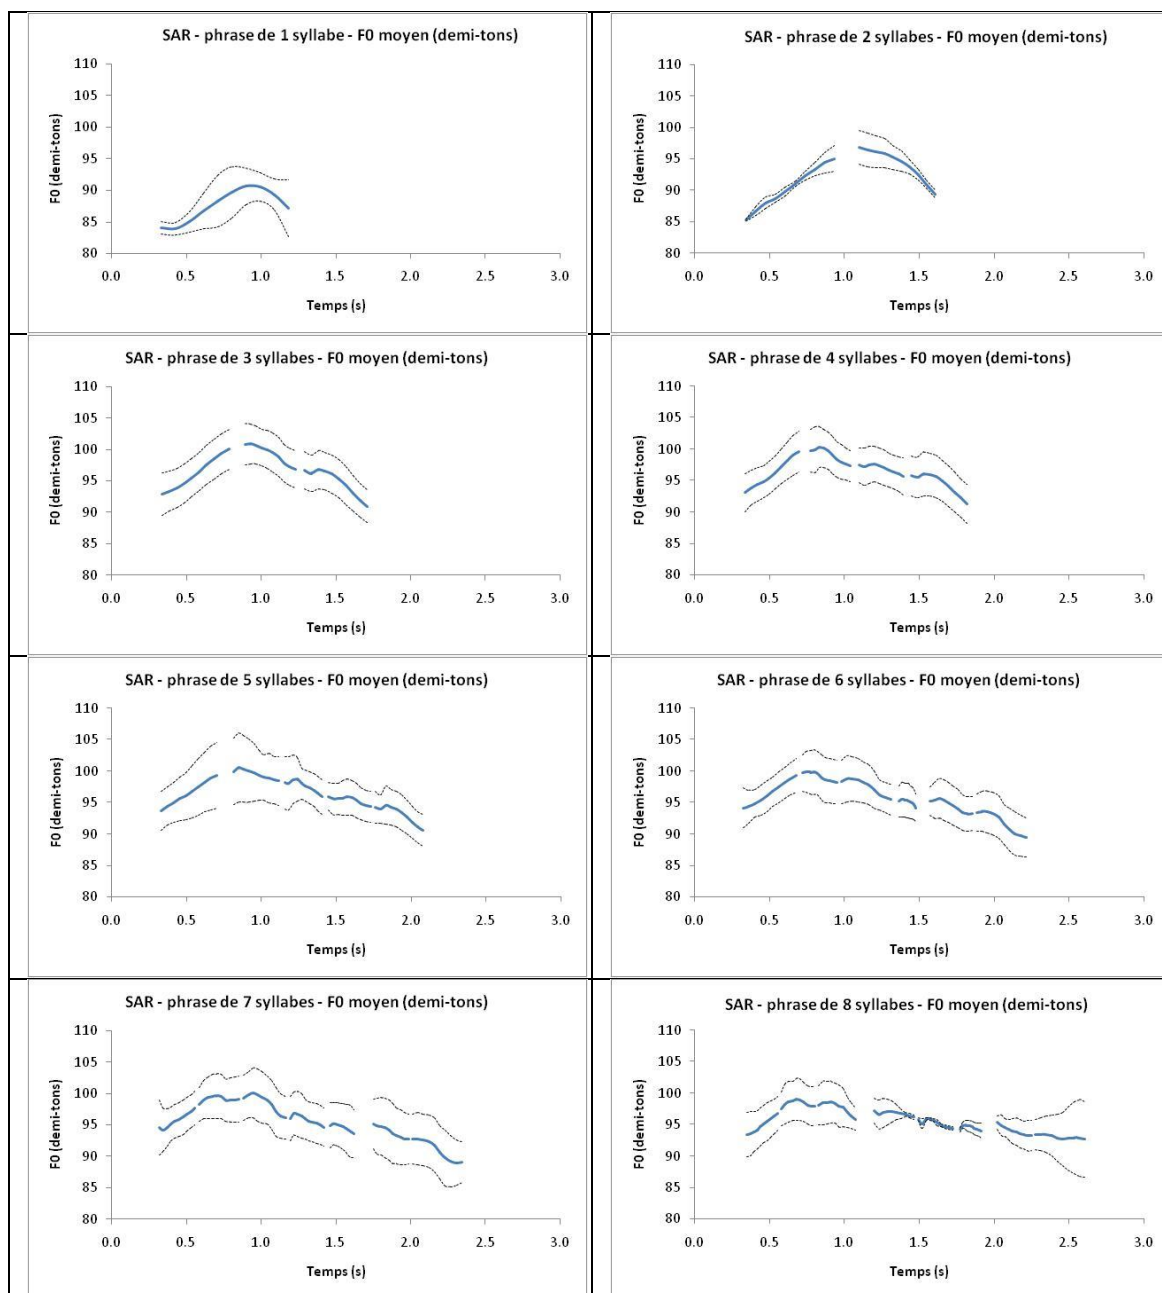 SAR - phrase de 1 syllabe - F0 moyen (demi-tons)
F0 (demi-tons)
110
105
100
95
90
85
80
0.0 0.5 1.0 1.5 2.0 2.5 3.0
Temps (s)
SAR - phrase de 2 syllabes - F0 moyen (demi-tons)
F0 (demi-tons)
110
105
100
95
90
85
80
0.0 0.5 1.0 1.5 2.0 2.5 3.0
Temps (s)
SAR - phrase de 3 syllabes - F0 moyen (demi-tons)
F0 (demi-tons)
110
105
100
95
90
85
80
0.0 0.5 1.0 1.5 2.0 2.5 3.0
Temps (s)
SAR - phrase de 4 syllabes - F0 moyen (demi-tons)
F0 (demi-tons)
110
105
100
95
90
85
80
0.0 0.5 1.0 1.5 2.0 2.5 3.0
Temps (s)
SAR - phrase de 5 syllabes - F0 moyen (demi-tons)
F0 (demi-tons)
110
105
100
95
90
85
80
0.0 0.5 1.0 1.5 2.0 2.5 3.0
Temps (s)
SAR - phrase de 6 syllabes - F0 moyen (demi-tons)
F0 (demi-tons)
110
105
100
95
90
85
80
0.0 0.5 1.0 1.5 2.0 2.5 3.0
Temps (s)
SAR - phrase de 7 syllabes - F0 moyen (demi-tons)
F0 (demi-tons)
110
105
100
95
90
85
80
0.0 0.5 1.0 1.5 2.0 2.5 3.0
Temps (s)
SAR - phrase de 8 syllabes - F0 moyen (demi-tons)
F0 (demi-tons)
110
105
100
95
90
85
80
0.0 0.5 1.0 1.5 2.0 2.5 3.0
Temps (s)